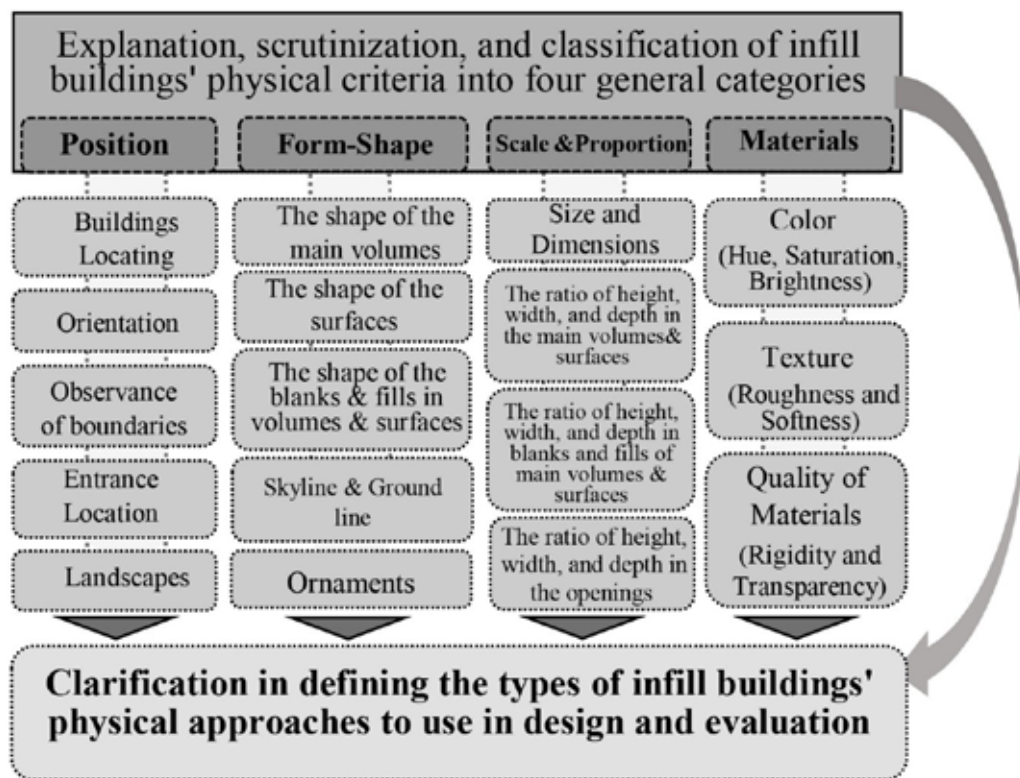 Explanation, scrutinization, and classification of infill
buildings' physical criteria into four general categories
Position
Form-Shape
Scale &Proportion
Materials
Buildings
Locating
Orientation
Observance
of boundaries
Entrance
Location
Landscapes
The shape of the
main volumes
The shape of the
surfaces
The shape of the
blanks & fills in
volumes & surfaces
Skyline & Ground
line
Ornaments
Size and
Dimensions
The ratio of height,
width, and depth in
the main volumes&
surfaces
The ratio of height,
width, and depth in
blanks and fills of
main volumes &
surfaces
The ratio of height,
width, and depth in
the openings
Color
(Hue, Saturation,
Brightness)
Texture
(Roughness and
Softness)
Quality of
Materials
(Rigidity and
Transparency)
Clarification in defining the types of infill buildings'
physical approaches to use in design and evaluation